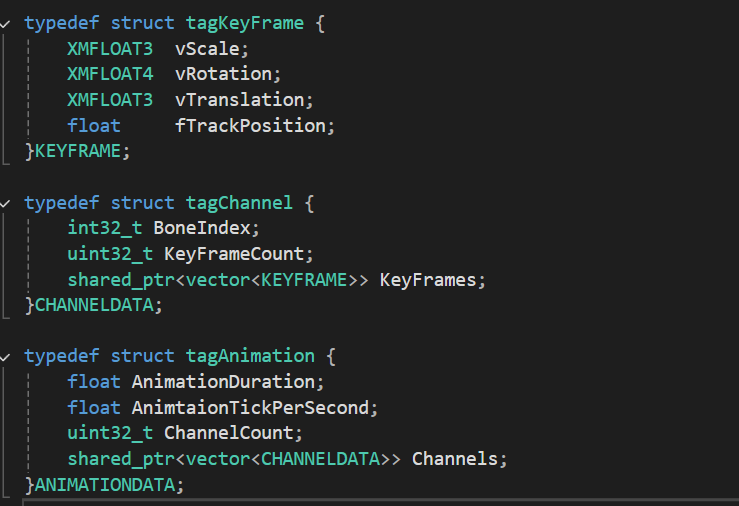 typedef struct tagKeyFrame {
XMFLOAT3  vScale;
XMFLOAT4  vRotation;
XMFLOAT3  vTranslation;
float     fTrackPosition;
}KEYFRAME;
typedef struct tagChannel {
int32_t BoneIndex;
uint32_t KeyFrameCount;
shared_ptr<vector<KEYFRAME>> KeyFrames;
}CHANNELDATA;
typedef struct tagAnimation {
float AnimationDuration;
float AnimtaionTickPerSecond;
uint32_t ChannelCount;
shared_ptr<vector<CHANNELDATA>> Channels;
}ANIMATIONDATA;